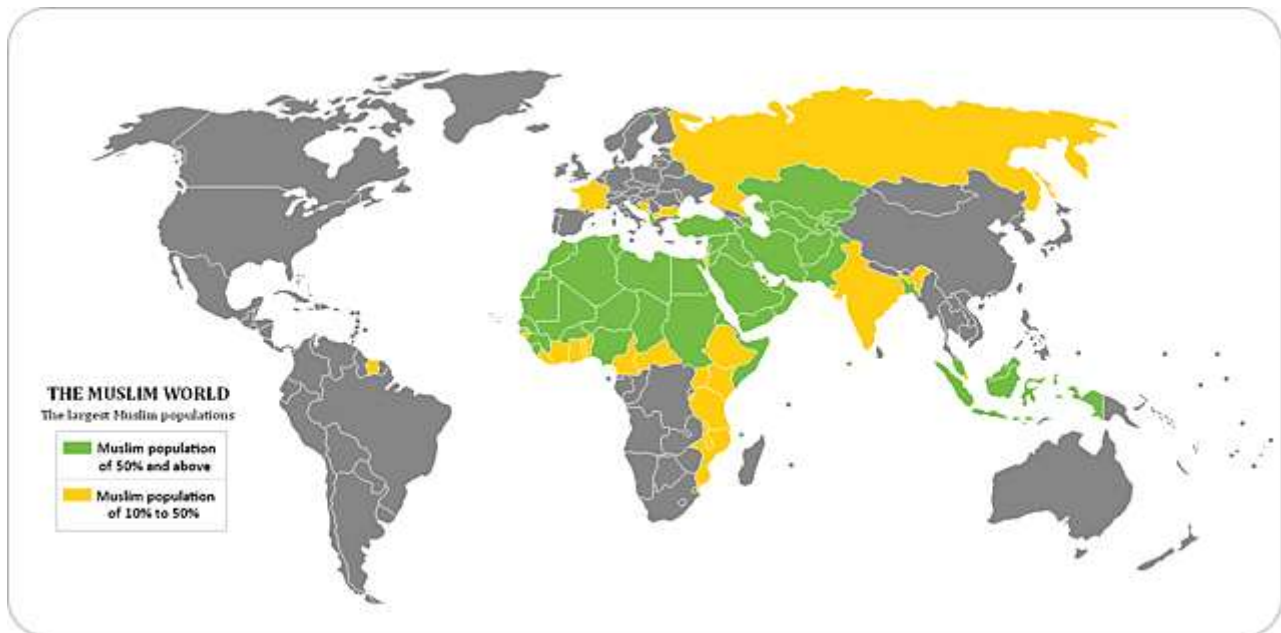 THE MUSLIM WORLD
The largest Muslim populations
Muslim population
of 50% and above
Muslim population
of 10% to 50%